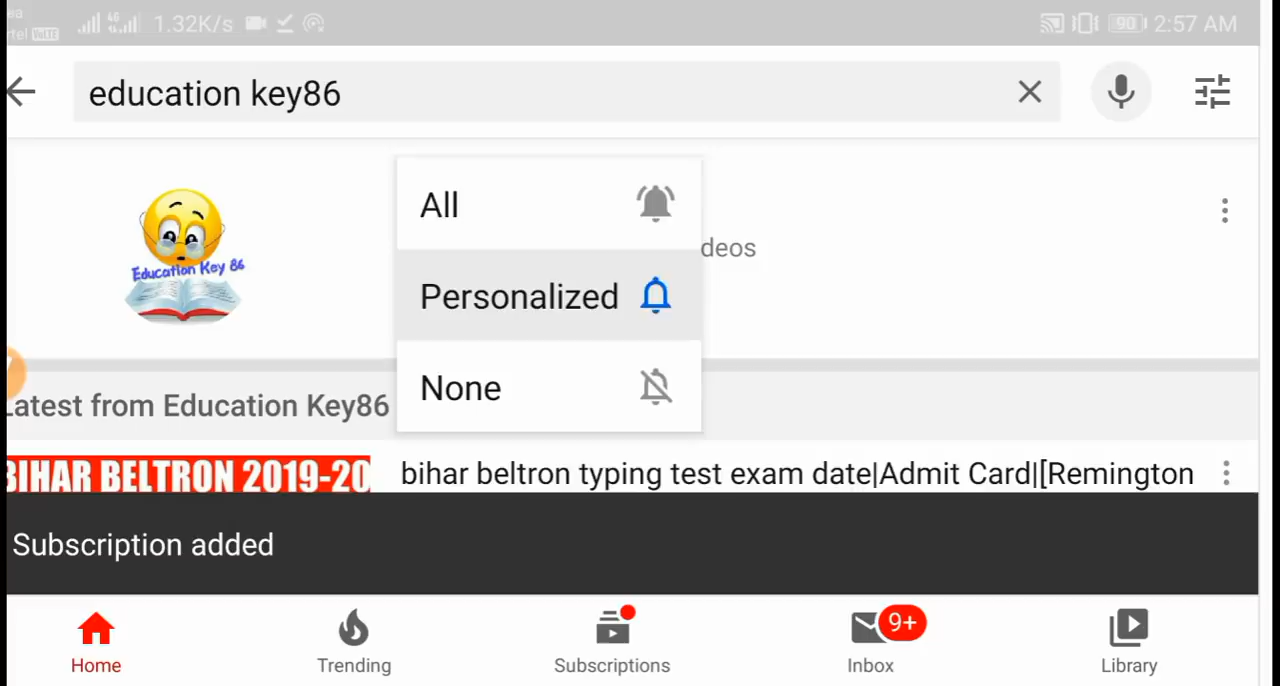 1.32K/s 90 2:57 AM
education key86
All
Personalized
None
deos
Education Key 86
Latest from Education Key86
BIHAR BELTRON 2019-20
bihar beltron typing test exam date|Admit Card|[Remington
Subscription added
Home
Trending
Subscriptions
9+
Inbox
Library